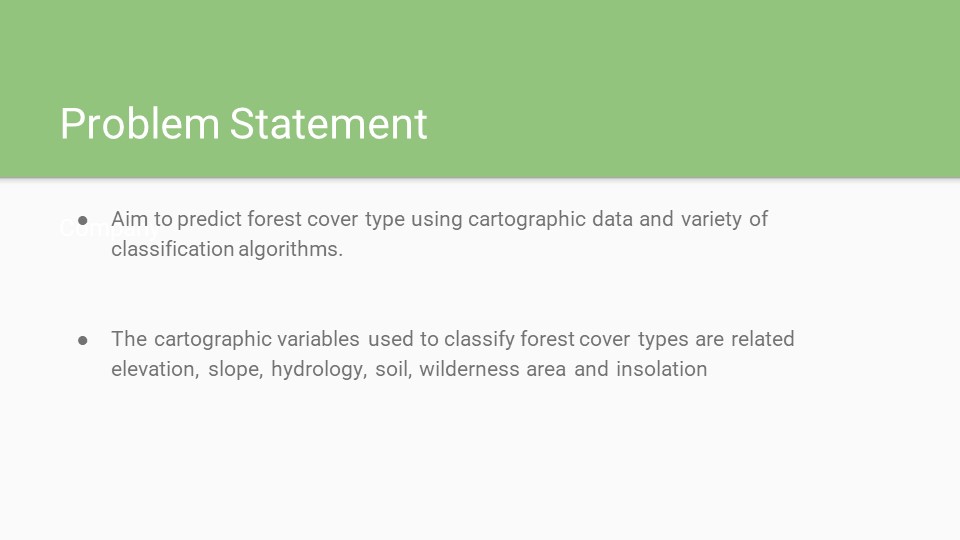 Problem Statement
● Aim to predict forest cover type using cartographic data and variety of
classification algorithms.
● The cartographic variables used to classify forest cover types are related
elevation, slope, hydrology, soil, wilderness area and insolation